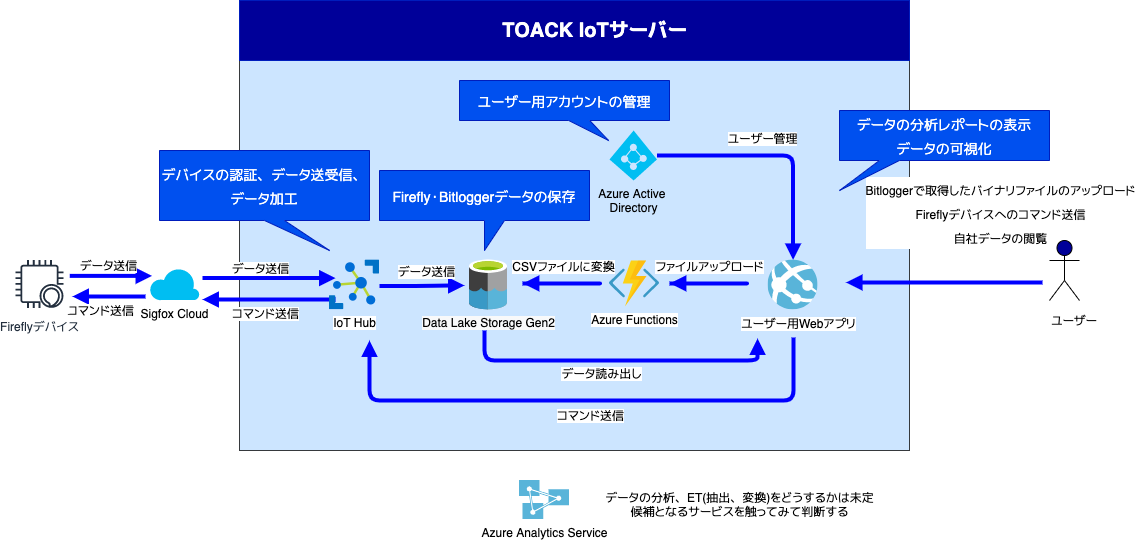 TOACK IoTサーバー
ユーザー用アカウントの管理
データの分析レポートの表示
データの可視化
ユーザー管理
デバイスの認証、データ送受信、
データ加工
Firefly・Bitloggerデータの保存
Azure Active
Directory
Bitloggerで取得したバイナリファイルのアップロード
Fireflyデバイスへのコマンド送信
自社データの閲覧
データ送信
データ送信
データ送信
CSVファイルに変換
ファイルアップロード
コマンド送信
コマンド送信
Fireflyデバイス
Sigfox Cloud
IoT Hub
Data Lake Storage Gen2
Azure Functions
ユーザー用Webアプリ
ユーザー
データ読み出し
コマンド送信
データの分析、ET(抽出、変換)をどうするかは未定
候補となるサービスを触ってみて判断する
Azure Analytics Service